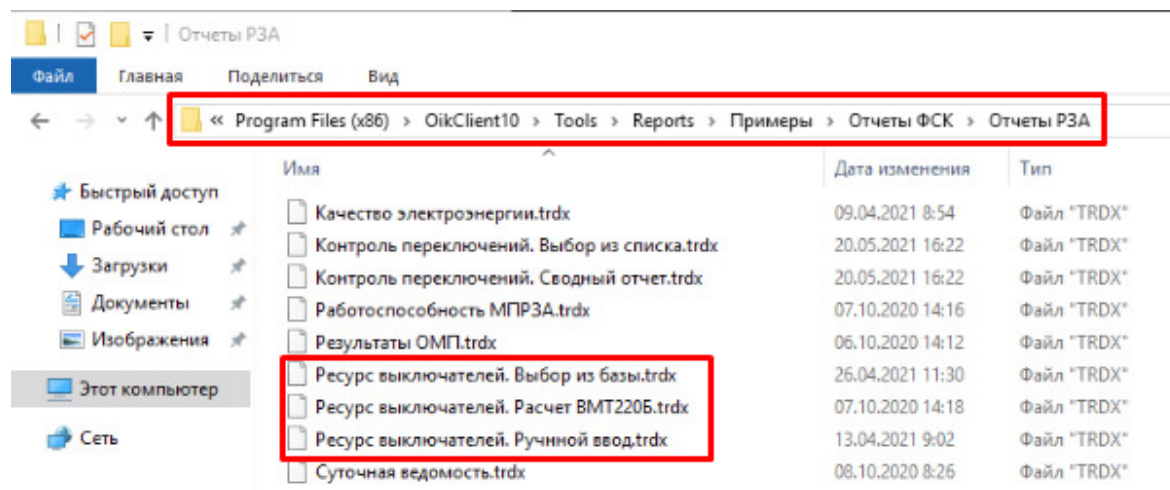 Отчеты РЗА
Файл Главная Поделиться Вид
« Program Files (x86) › OikClient10 › Tools › Reports › Примеры › Отчеты ФСК › Отчеты РЗА
Имя Дата изменения Тип
Быстрый доступ
Рабочий стол
Загрузки
Документы
Изображения
Этот компьютер
Сеть
Качество электроэнергии.trdx 09.04.2021 8:54 Файл "TRDX"
Контроль переключений. Выбор из списка.trdx 20.05.2021 16:22 Файл "TRDX"
Контроль переключений. Сводный отчет.trdx 20.05.2021 16:22 Файл "TRDX"
Работоспособность МПРЗА.trdx 07.10.2020 14:16 Файл "TRDX"
Результаты ОМП.trdx 06.10.2020 14:12 Файл "TRDX"
Ресурс выключателей. Выбор из базы.trdx 26.04.2021 11:30 Файл "TRDX"
Ресурс выключателей. Расчет ВМТ220Б.trdx 07.10.2020 14:18 Файл "TRDX"
Ресурс выключателей. Ручнной ввод.trdx 13.04.2021 9:02 Файл "TRDX"
Суточная ведомость.trdx 08.10.2020 8:26 Файл "TRDX"